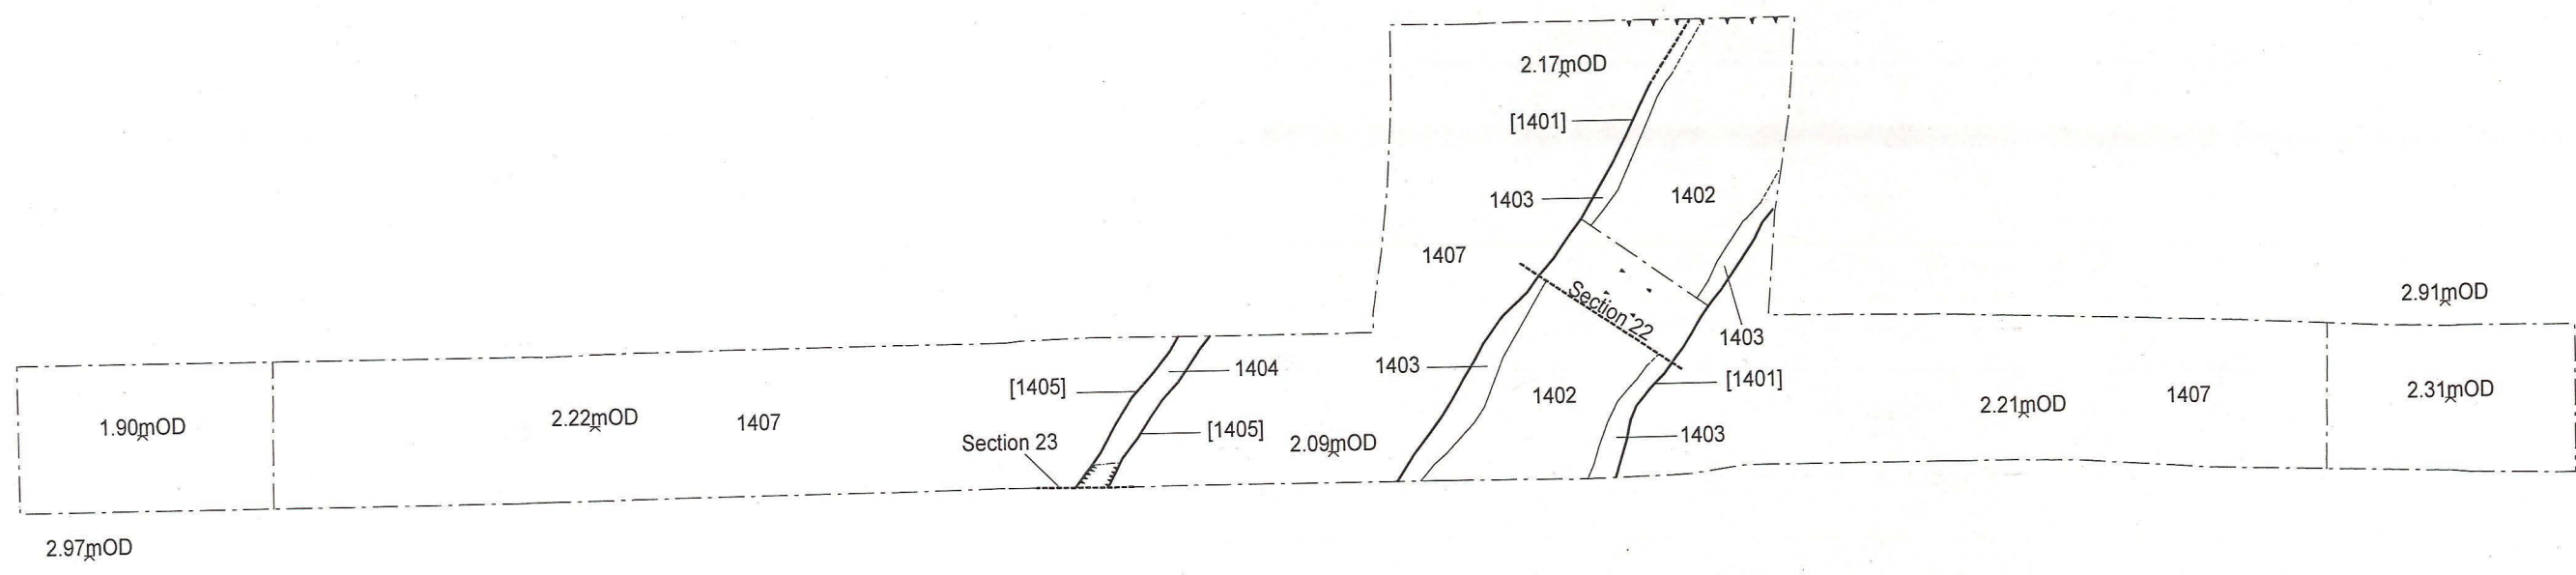 2.17mOD
[1401]
1403
1402
1407
Section 22
2.91mOD
1403
1403
[1401]
1402
1403
[1405]
1404
[1405]
Section 23
2.09mOD
1.90mOD
2.22mOD
1407
2.21mOD
1407
2.31mOD
2.97mOD